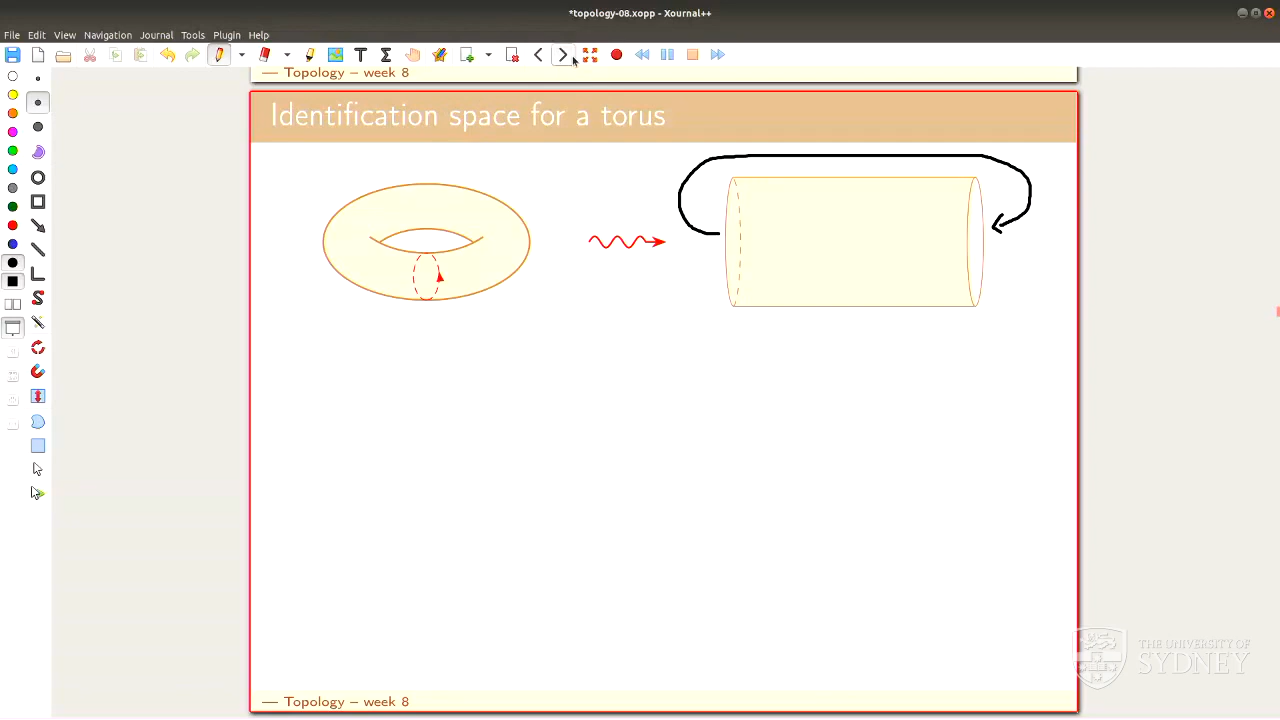 *topology-08.xopp - Xournal++
File Edit View Navigation Journal Tools Plugin Help
— Topology – week 8
Identification space for a torus
THE UNIVERSITY OF
SYDNEY
— Topology – week 8